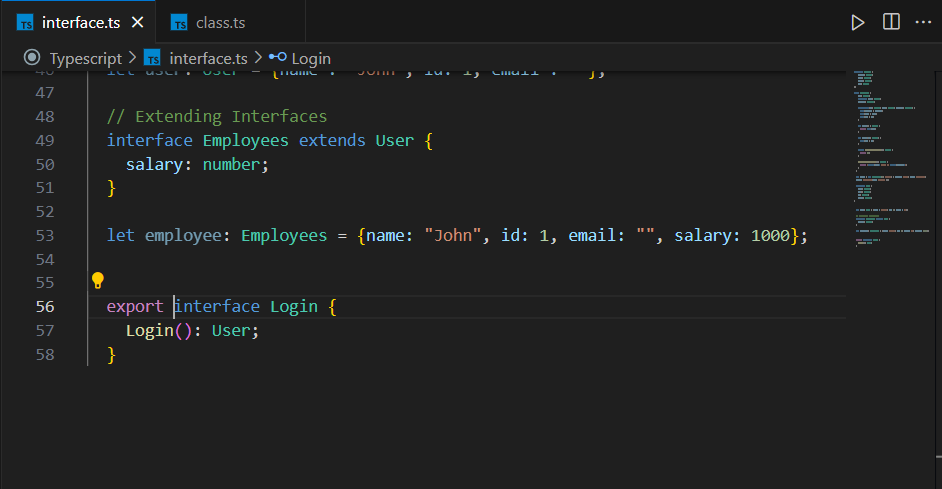 TS interface.ts
TS class.ts
Typescript > TS interface.ts > Login
46 let user: User = {name : "John", id: 1, email : ""};
47
48 // Extending Interfaces
49 interface Employees extends User {
50 salary: number;
51 }
52
53 let employee: Employees = {name: "John", id: 1, email: "", salary: 1000};
54
55
56 export interface Login {
57 Login(): User;
58 }